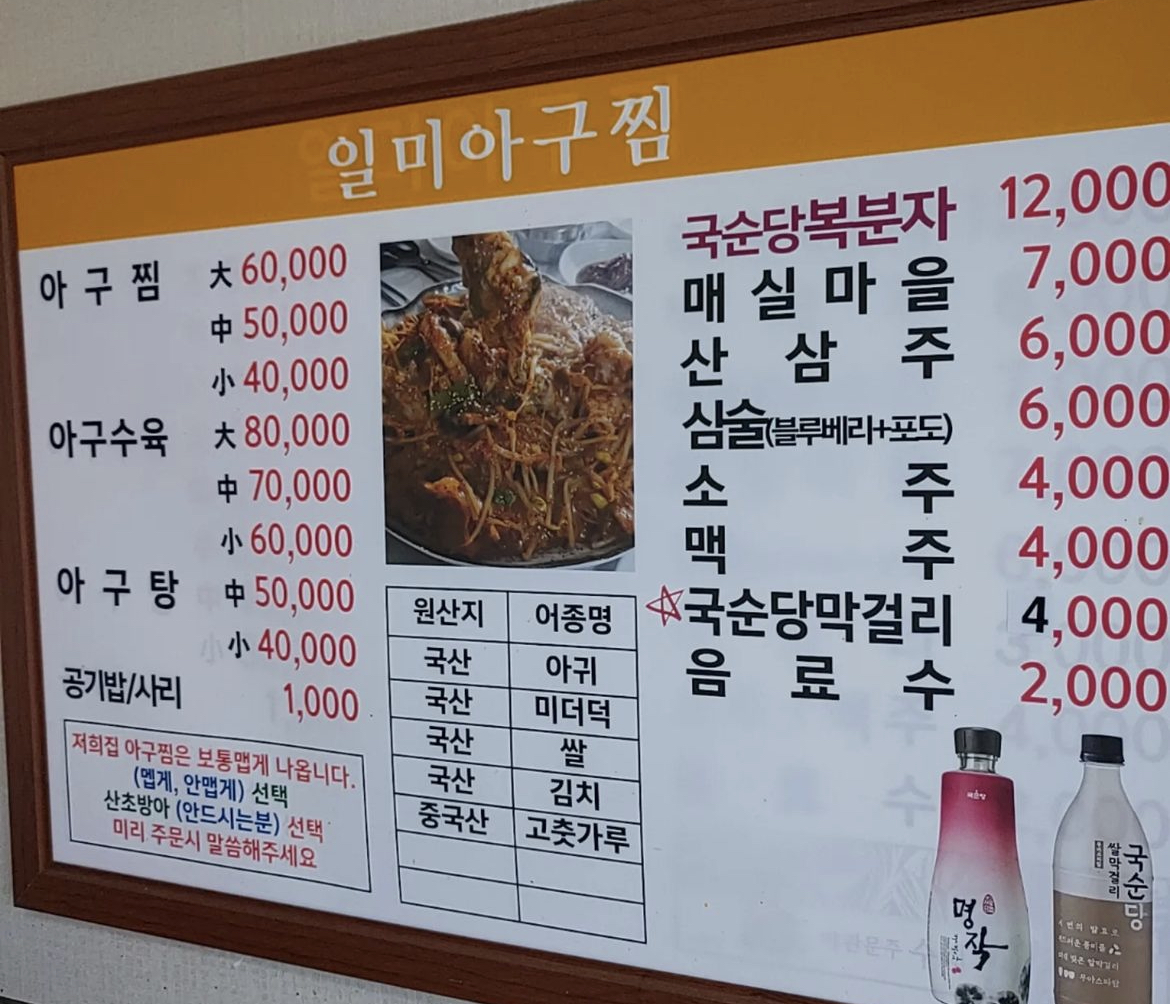 일미아구찜
아구찜 大 60,000
中 50,000
小 40,000
아구수육 大 80,000
中 70,000
小 60,000
아구탕 中 50,000
小 40,000
공기밥/사리 1,000
저희집 아구찜은 보통맵게 나옵니다.
(멥게, 안맵게) 선택
산초방아 (안드시는분) 선택
미리 주문시 말씀해주세요
원산지 어종명
국산 아귀
국산 미더덕
국산 쌀
국산 김치
중국산 고춧가루
국순당복분자 12,000
매실마을 7,000
산삼주 6,000
심술(블루베리+포도) 6,000
소주 4,000
맥주 4,000
국순당막걸리 4,000
음료수 2,000
명작
국순당
쌀막걸리